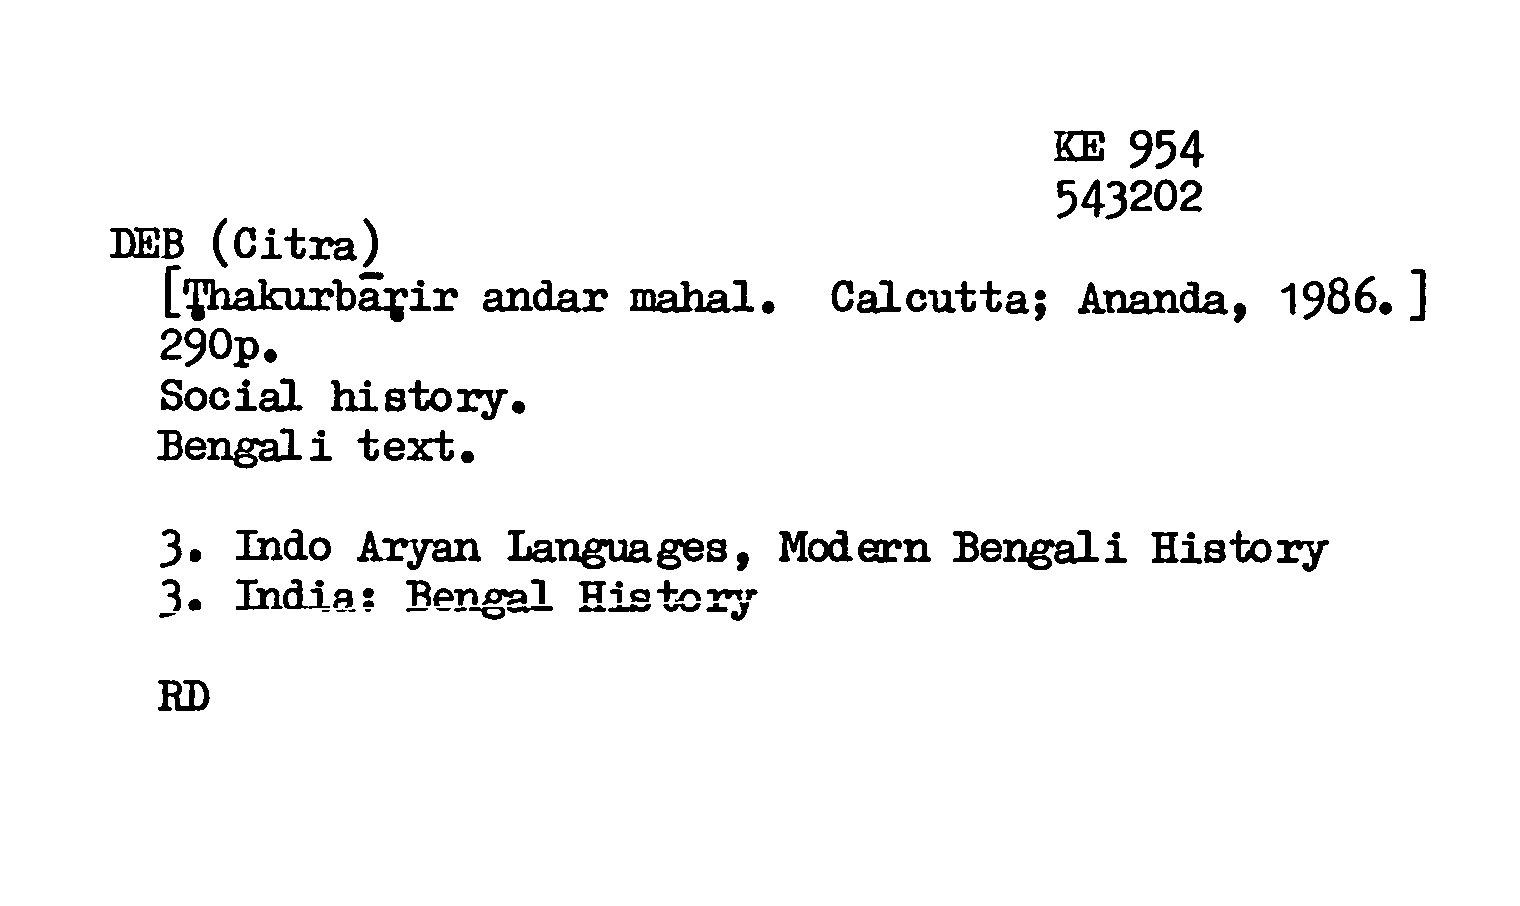 KE 954
543202
DEB (Citra)
[Ṭhakurbāṛir andar mahal. Calcutta; Ananda, 1986.]
290p.
Social history.
Bengali text.
3. Indo Aryan Languages, Modern Bengali History
3. India: Bengal History
RD